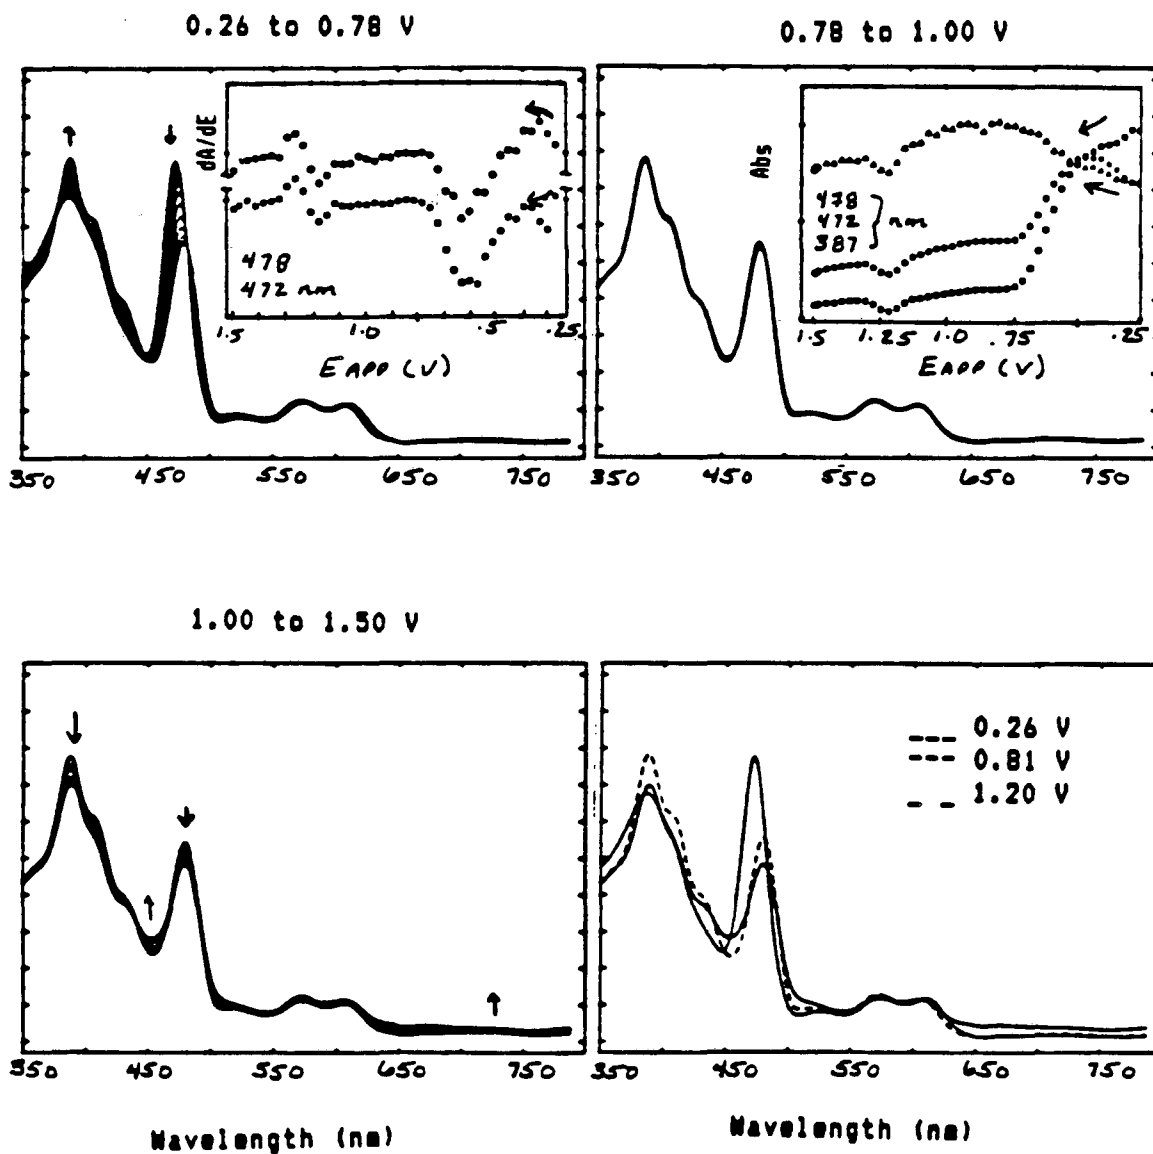 0.26 to 0.78 V
dA/dE
478
472 nm
1.5 1.0 .5 .25
EAPP (V)
350 450 550 650 750
0.78 to 1.00 V
Abs
478
472 nm
387
1.5 1.25 1.0 .75 .25
EAPP (V)
350 450 550 650 750
1.00 to 1.50 V
350 450 550 650 750
Wavelength (nm)
0.26 V
0.81 V
1.20 V
350 450 550 650 750
Wavelength (nm)